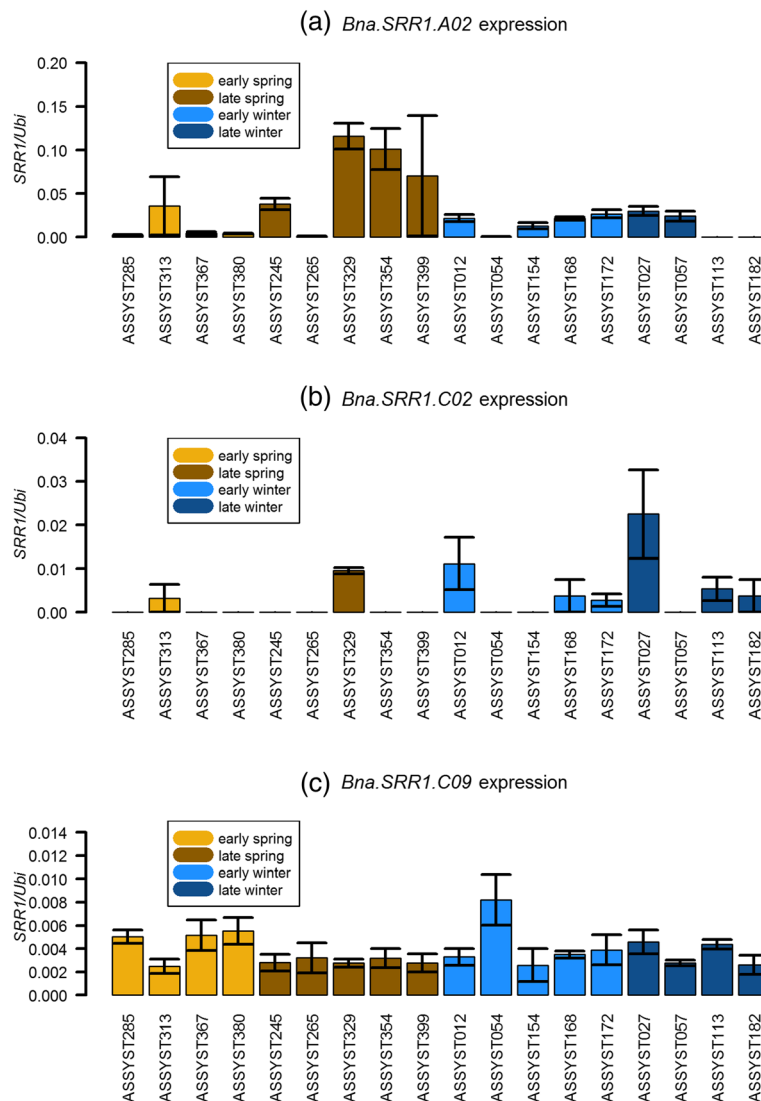 (a) Bna.SRR1.A02 expression
SRR1/Ubi
0.20
0.15
0.10
0.05
0.00
early spring
late spring
early winter
late winter
ASSYST285
ASSYST313
ASSYST367
ASSYST380
ASSYST245
ASSYST265
ASSYST329
ASSYST354
ASSYST399
ASSYST012
ASSYST054
ASSYST154
ASSYST168
ASSYST172
ASSYST027
ASSYST057
ASSYST113
ASSYST182
(b) Bna.SRR1.C02 expression
SRR1/Ubi
0.04
0.03
0.02
0.01
0.00
early spring
late spring
early winter
late winter
ASSYST285
ASSYST313
ASSYST367
ASSYST380
ASSYST245
ASSYST265
ASSYST329
ASSYST354
ASSYST399
ASSYST012
ASSYST054
ASSYST154
ASSYST168
ASSYST172
ASSYST027
ASSYST057
ASSYST113
ASSYST182
(c) Bna.SRR1.C09 expression
SRR1/Ubi
0.014
0.012
0.010
0.008
0.006
0.004
0.002
0.000
early spring
late spring
early winter
late winter
ASSYST285
ASSYST313
ASSYST367
ASSYST380
ASSYST245
ASSYST265
ASSYST329
ASSYST354
ASSYST399
ASSYST012
ASSYST054
ASSYST154
ASSYST168
ASSYST172
ASSYST027
ASSYST057
ASSYST113
ASSYST182